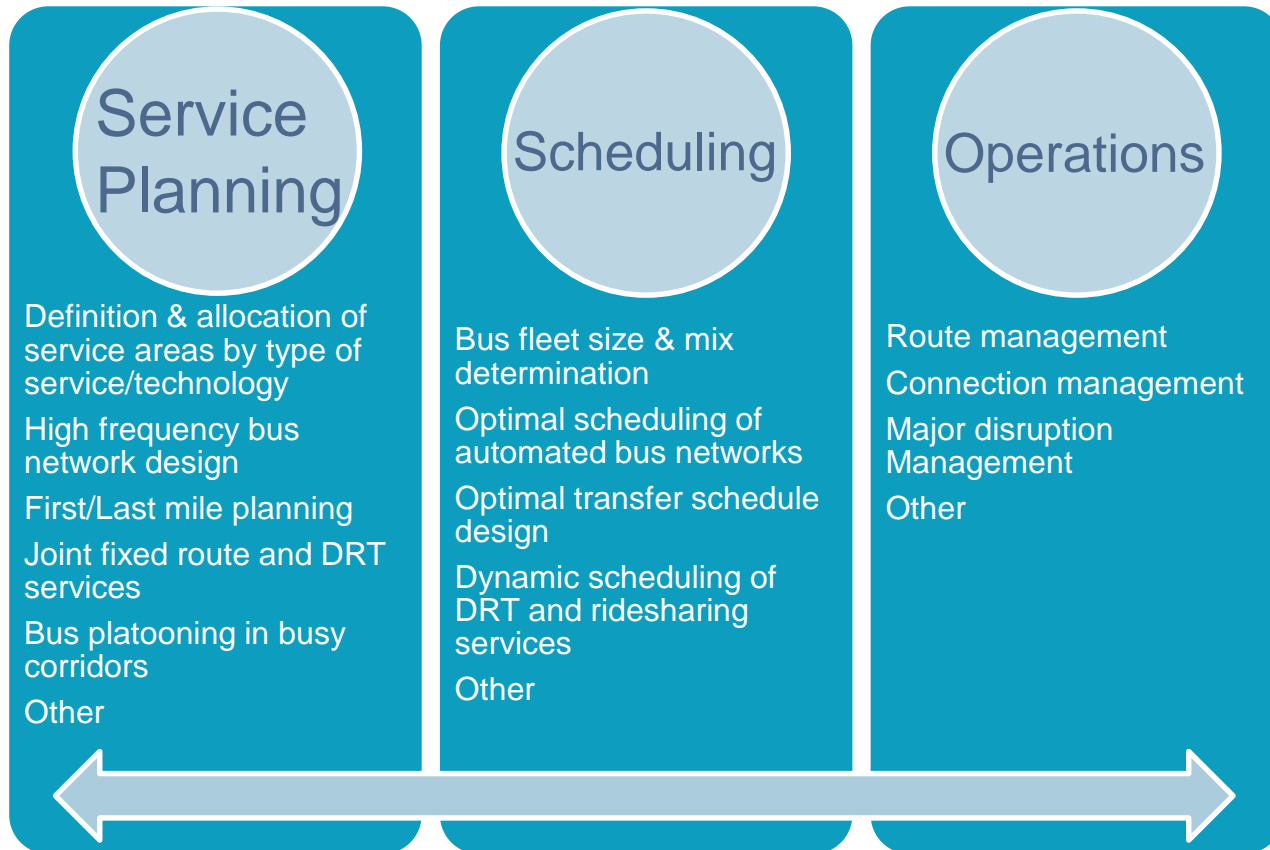 Service
Planning
Definition & allocation of
service areas by type of
service/technology
High frequency bus
network design
First/Last mile planning
Joint fixed route and DRT
services
Bus platooning in busy
corridors
Other
Scheduling
Bus fleet size & mix
determination
Optimal scheduling of
automated bus networks
Optimal transfer schedule
design
Dynamic scheduling of
DRT and ridesharing
services
Other
Operations
Route management
Connection management
Major disruption
Management
Other